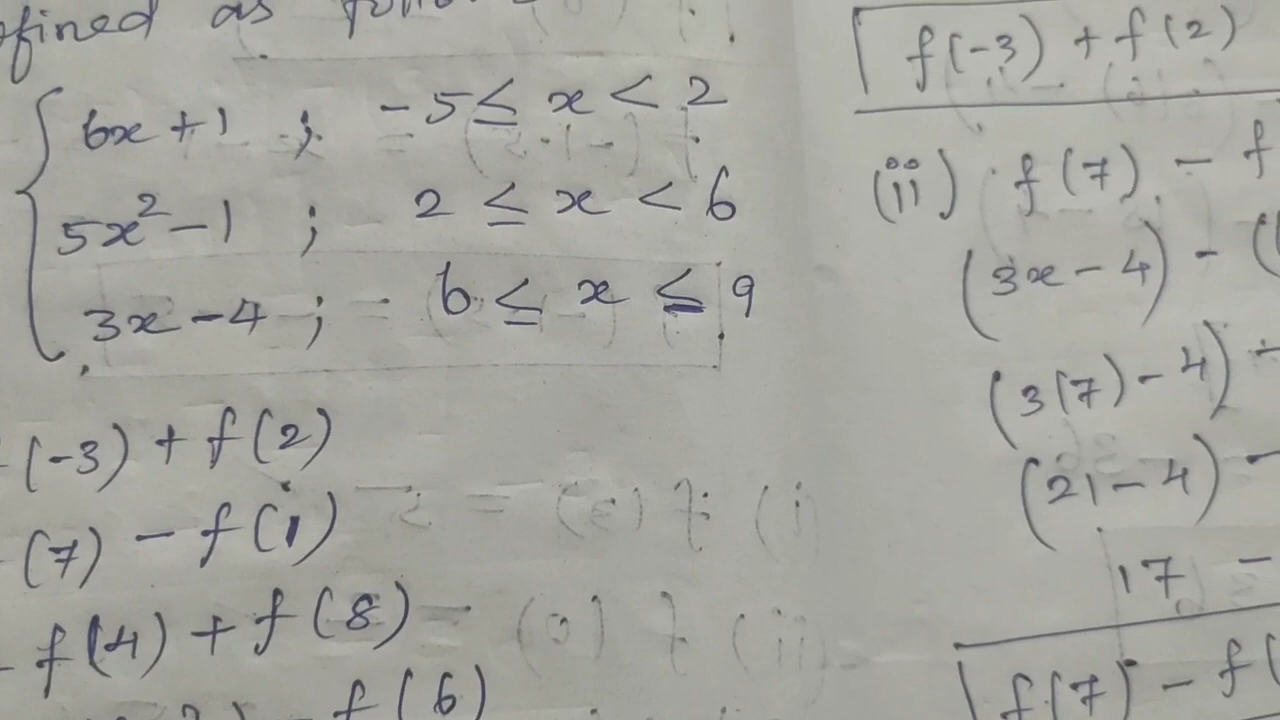 as
6x+1 ; -5 ≤ x < 2
5x²-1 ; 2 ≤ x < 6
3x-4 ; 6 ≤ x ≤ 9
(-3) + f(2)
(7) - f(1)
f(4) + f(8)
f(6)
f(-3) + f(2)
(ii) f(7) - f
(3x-4) - (
(3(7)-4) -
(21-4) -
17 -
f(7) - f(